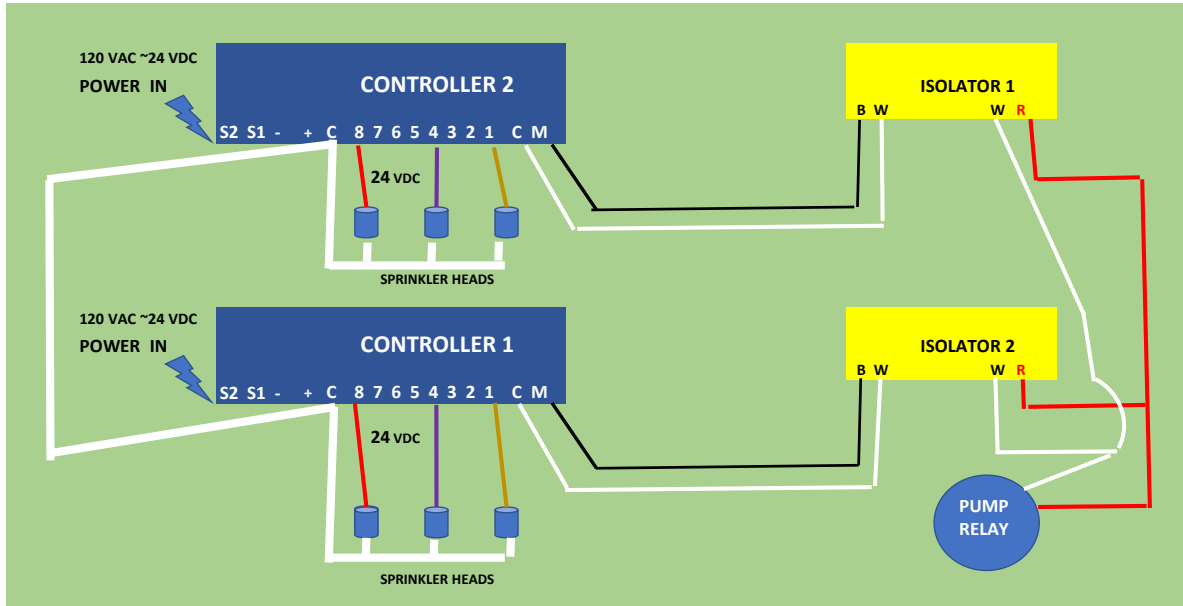 120 VAC ~24 VDC
POWER IN
CONTROLLER 2
S2 S1 - + C 8 7 6 5 4 3 2 1 C M
24 VDC
SPRINKLER HEADS
ISOLATOR 1
B W W R
120 VAC ~24 VDC
POWER IN
CONTROLLER 1
S2 S1 - + C 8 7 6 5 4 3 2 1 C M
24 VDC
SPRINKLER HEADS
ISOLATOR 2
B W W R
PUMP
RELAY